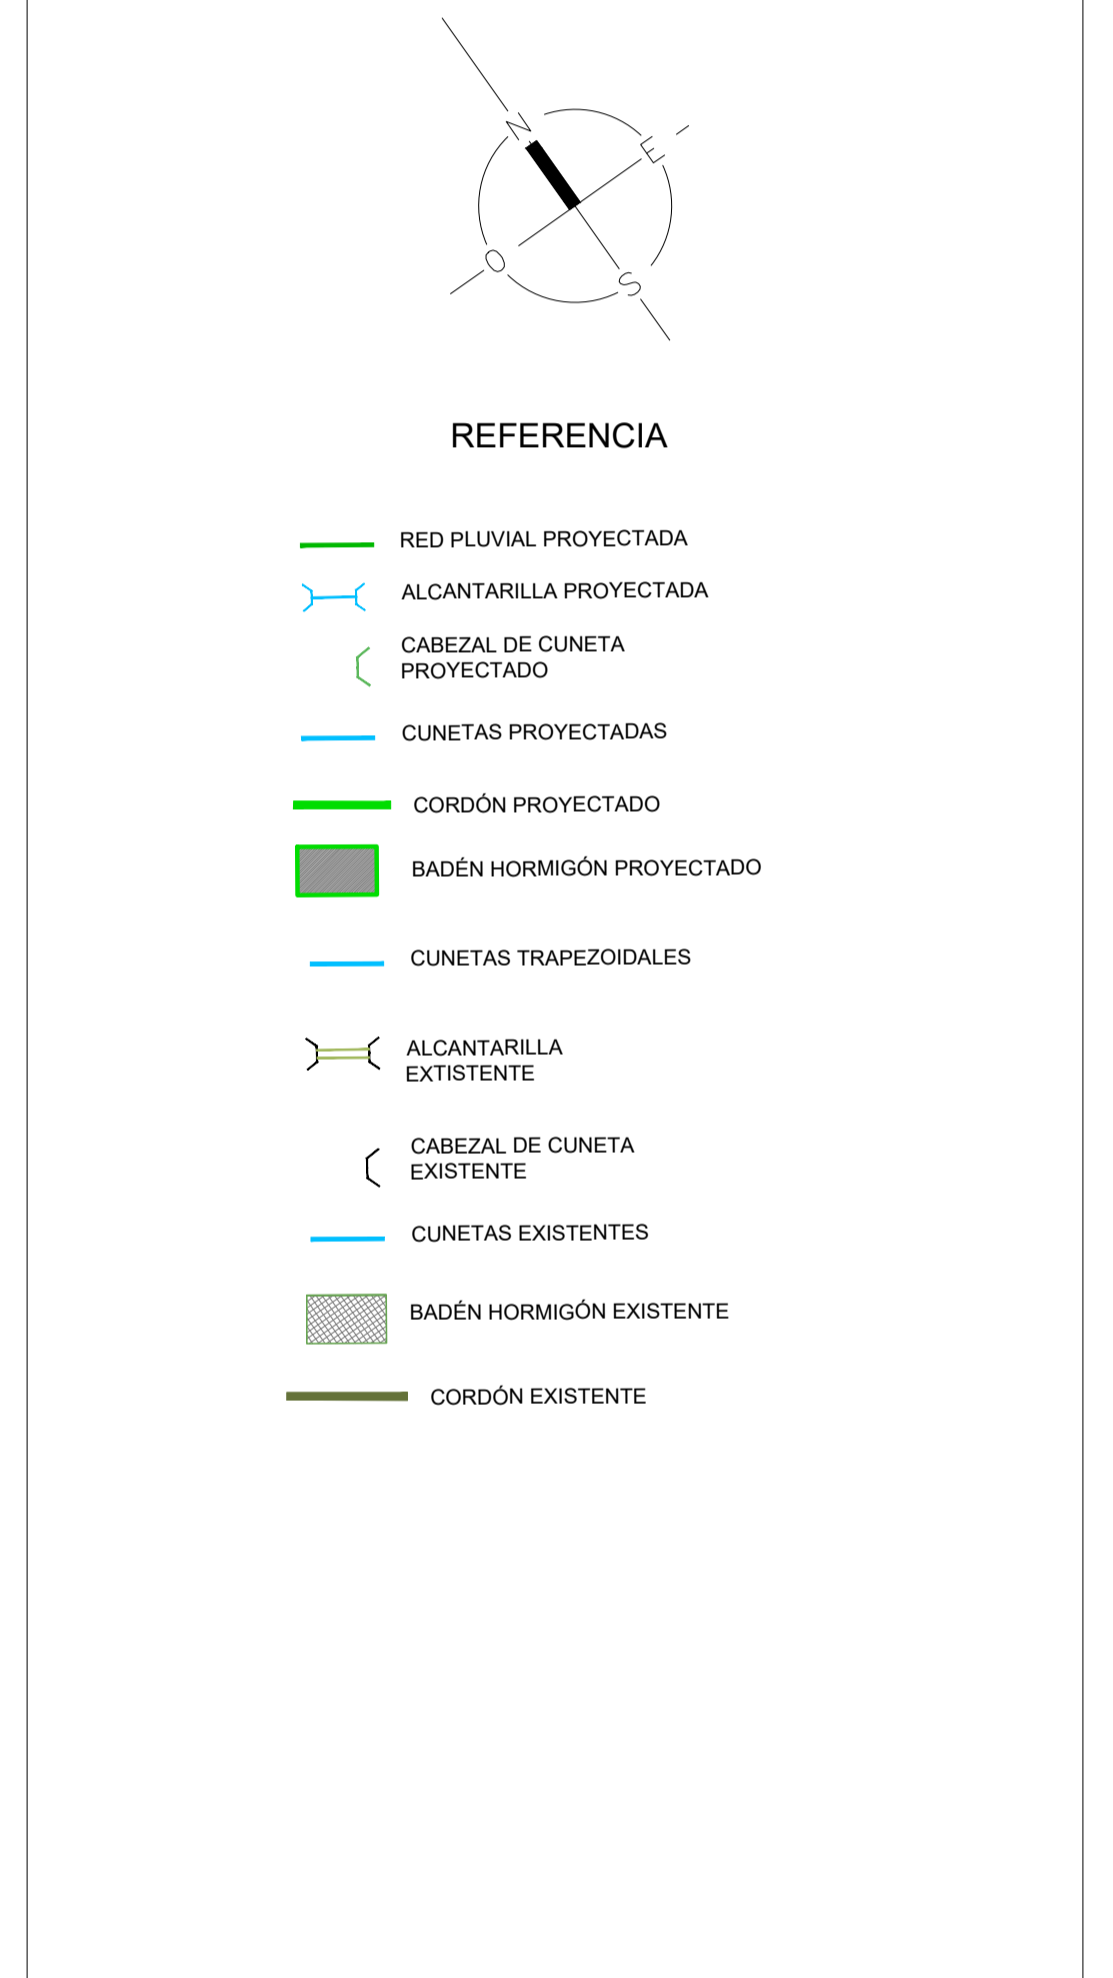 N
E
O
S
REFERENCIA
RED PLUVIAL PROYECTADA
ALCANTARILLA PROYECTADA
CABEZAL DE CUNETA
PROYECTADO
CUNETAS PROYECTADAS
CORDÓN PROYECTADO
BADÉN HORMIGÓN PROYECTADO
CUNETAS TRAPEZOIDALES
ALCANTARILLA
EXTISTENTE
CABEZAL DE CUNETA
EXISTENTE
CUNETAS EXISTENTES
BADÉN HORMIGÓN EXISTENTE
CORDÓN EXISTENTE